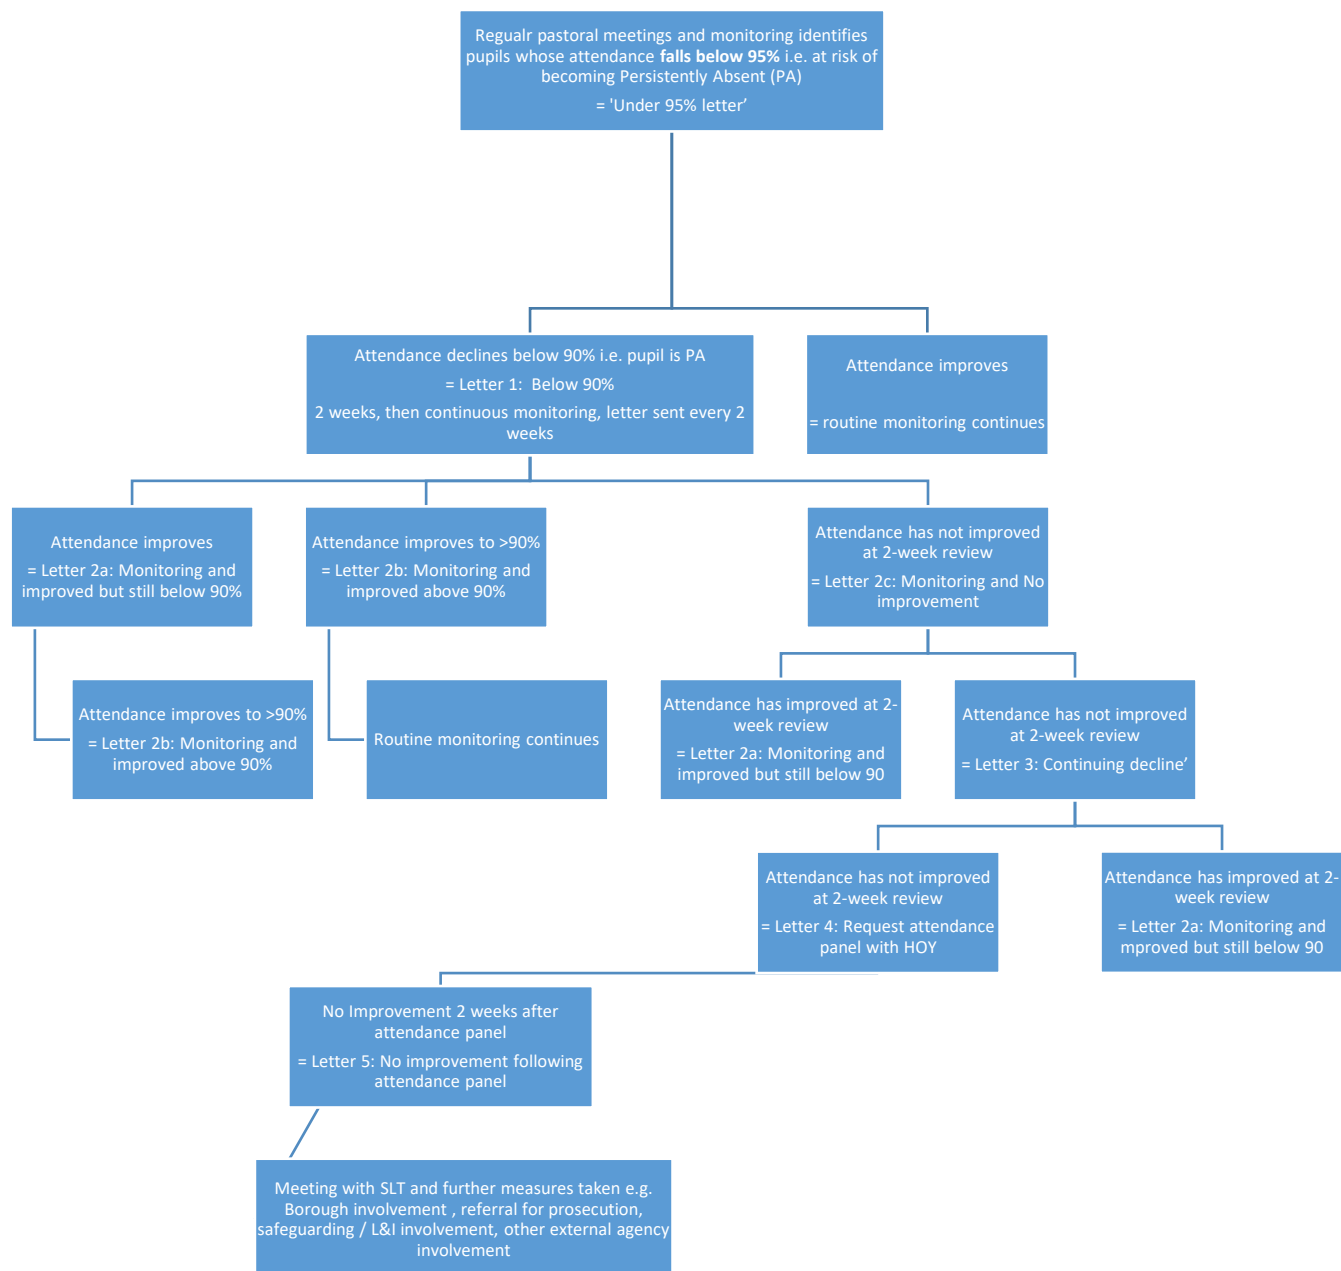 Regualr pastoral meetings and monitoring identifies
pupils whose attendance falls below 95% i.e. at risk of
becoming Persistently Absent (PA)
= 'Under 95% letter’
Attendance declines below 90% i.e. pupil is PA
= Letter 1:  Below 90%
2 weeks, then continuous monitoring, letter sent every 2
weeks
Attendance improves
= routine monitoring continues
Attendance improves
= Letter 2a: Monitoring and
improved but still below 90%
Attendance improves to >90%
= Letter 2b: Monitoring and
improved above 90%
Attendance has not improved
at 2-week review
= Letter 2c: Monitoring and No
improvement
Attendance improves to >90%
= Letter 2b: Monitoring and
improved above 90%
Routine monitoring continues
Attendance has improved at 2-
week review
= Letter 2a: Monitoring and
improved but still below 90
Attendance has not improved
at 2-week review
= Letter 3: Continuing decline’
Attendance has not improved
at 2-week review
= Letter 4: Request attendance
panel with HOY
Attendance has improved at 2-
week review
= Letter 2a: Monitoring and
mproved but still below 90
No Improvement 2 weeks after
attendance panel
= Letter 5: No improvement following
attendance panel
Meeting with SLT and further measures taken e.g.
Borough involvement , referral for prosecution,
safeguarding / L&I involvement, other external agency
involvement